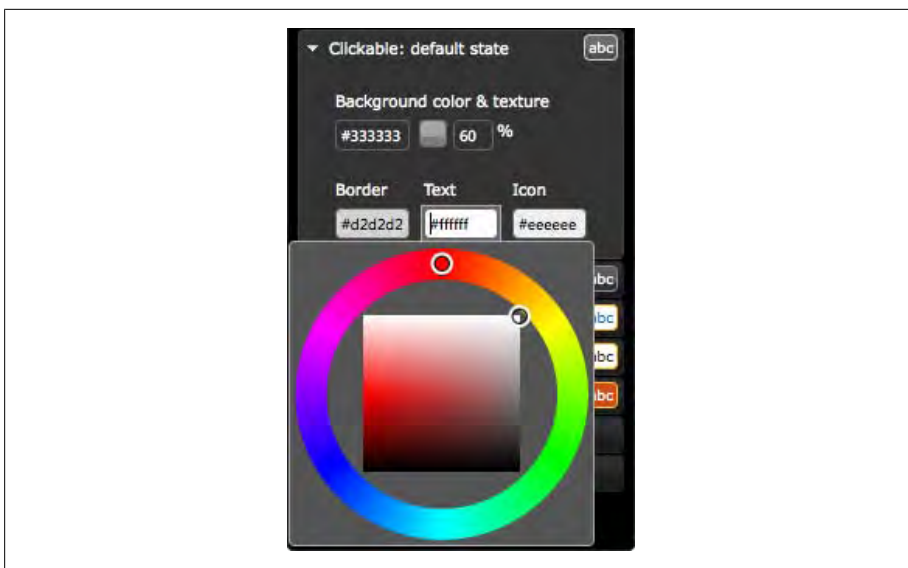 Clickable: default state abc
Background color & texture
#333333 60 %
Border Text Icon
#d2d2d2 #ffffff #eeeeee
abc
abc
abc
abc